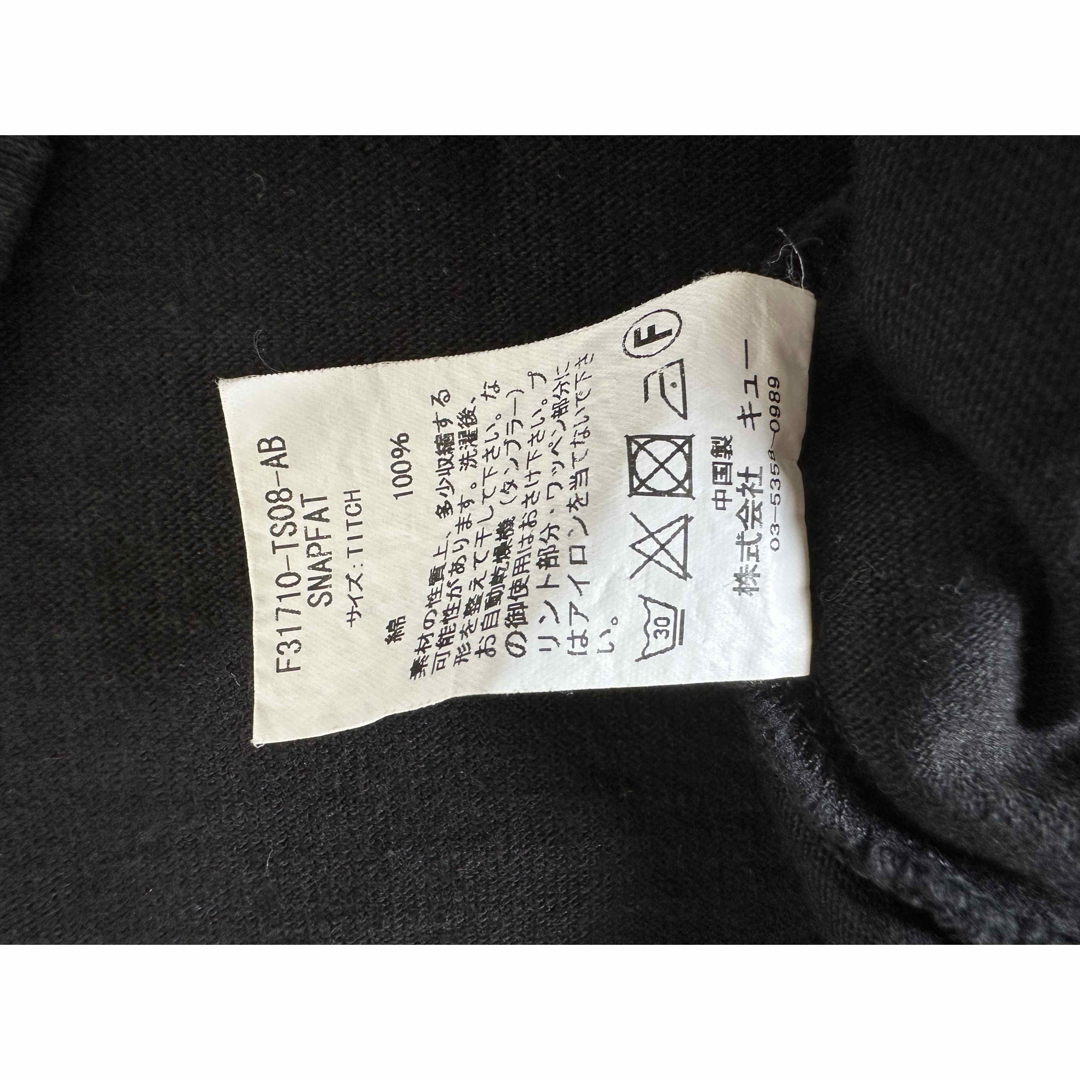 F31710-TS08-AB
SNAPFAT
サイズ:TITCH
綿 100%
素材の性質上、多少収縮する
可能性があります。洗濯後、
形を整えて干して下さい。な
お自動乾燥機(タンブラー)
の御使用はおさけ下さい。プ
リント部分・ワッペン部分に
はアイロンを当てないで下さ
い。
30
F
中国製
株式会社 キュー
03-5358-0989